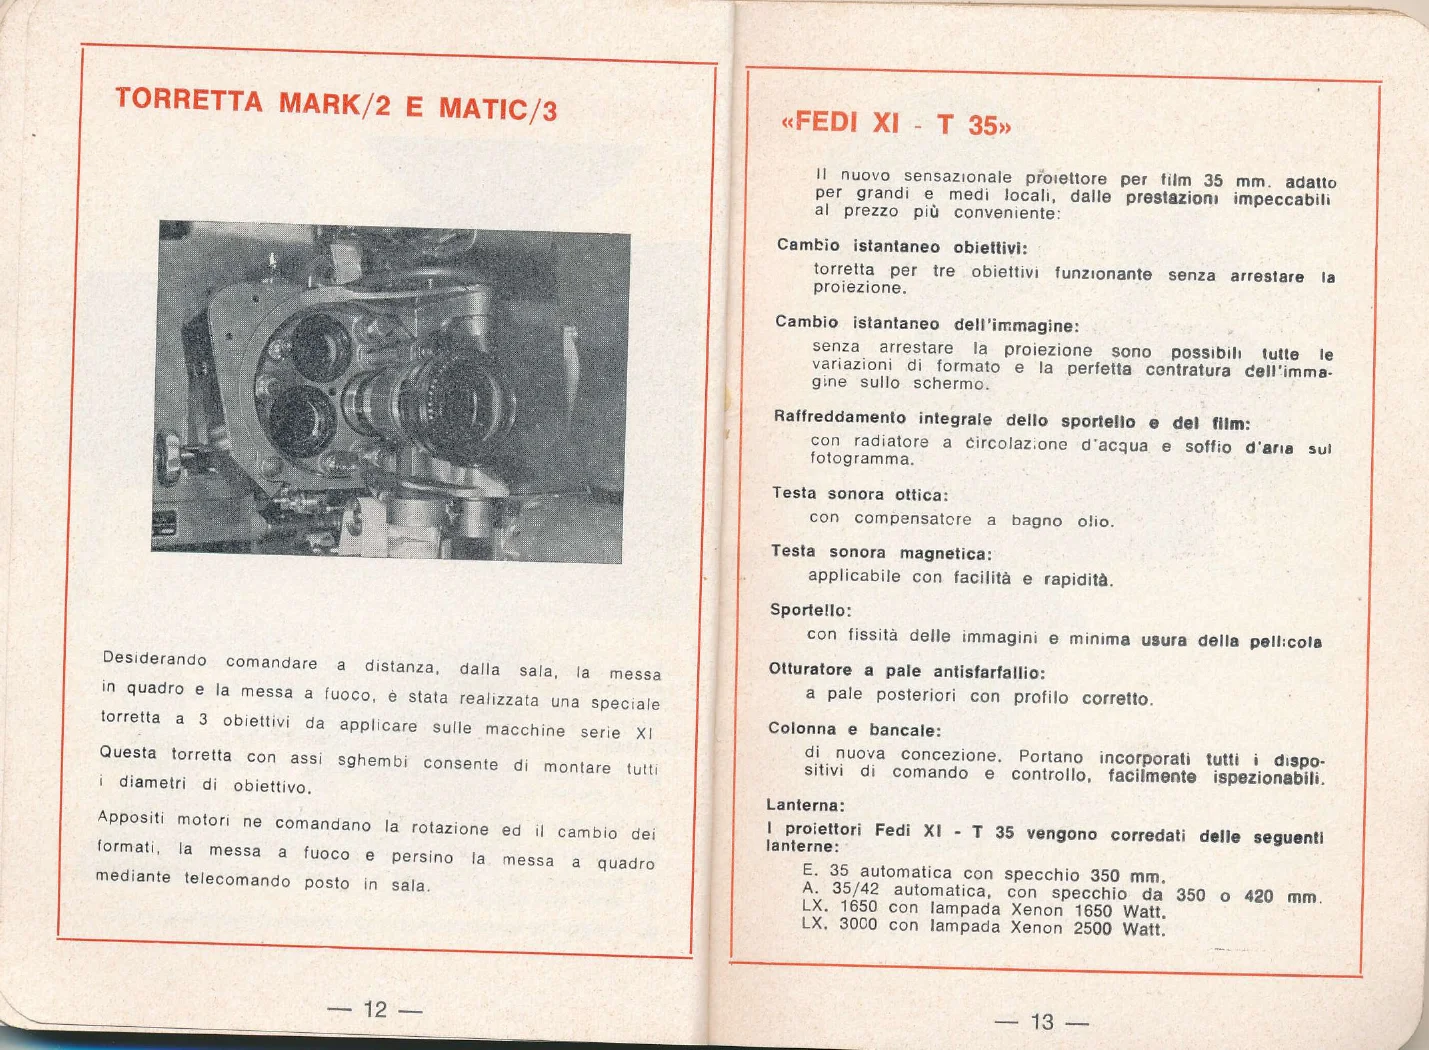 TORRETTA MARK/2 E MATIC/3
Desiderando comandare a distanza, dalla sala, la messa
in quadro e la messa a fuoco, è stata realizzata una speciale
torretta a 3 obiettivi da applicare sulle macchine serie XI
Questa torretta con assi sghembi consente di montare tutti
i diametri di obiettivo.
Appositi motori ne comandano la rotazione ed il cambio dei
formati, la messa a fuoco e persino la messa a quadro
mediante telecomando posto in sala.
— 12 —
«FEDI XI - T 35»
Il nuovo sensazionale proiettore per film 35 mm. adatto
per grandi e medi locali, dalle prestazioni impeccabili
al prezzo più conveniente:
Cambio istantaneo obiettivi:
torretta per tre obiettivi funzionante senza arrestare la
proiezione.
Cambio istantaneo dell'immagine:
senza arrestare la proiezione sono possibili tutte le
variazioni di formato e la perfetta centratura dell'imma-
gine sullo schermo.
Raffreddamento integrale dello sportello e del film:
con radiatore a circolazione d'acqua e soffio d'aria sul
fotogramma.
Testa sonora ottica:
con compensatore a bagno olio.
Testa sonora magnetica:
applicabile con facilità e rapidità.
Sportello:
con fissità delle immagini e minima usura della pellicola
Otturatore a pale antisfarfallio:
a pale posteriori con profilo corretto.
Colonna e bancale:
di nuova concezione. Portano incorporati tutti i dispo-
sitivi di comando e controllo, facilmente ispezionabili.
Lanterna:
I proiettori Fedi XI - T 35 vengono corredati delle seguenti
lanterne:
E. 35 automatica con specchio 350 mm.
A. 35/42 automatica, con specchio da 350 o 420 mm.
LX. 1650 con lampada Xenon 1650 Watt.
LX. 3000 con lampada Xenon 2500 Watt.
— 13 —